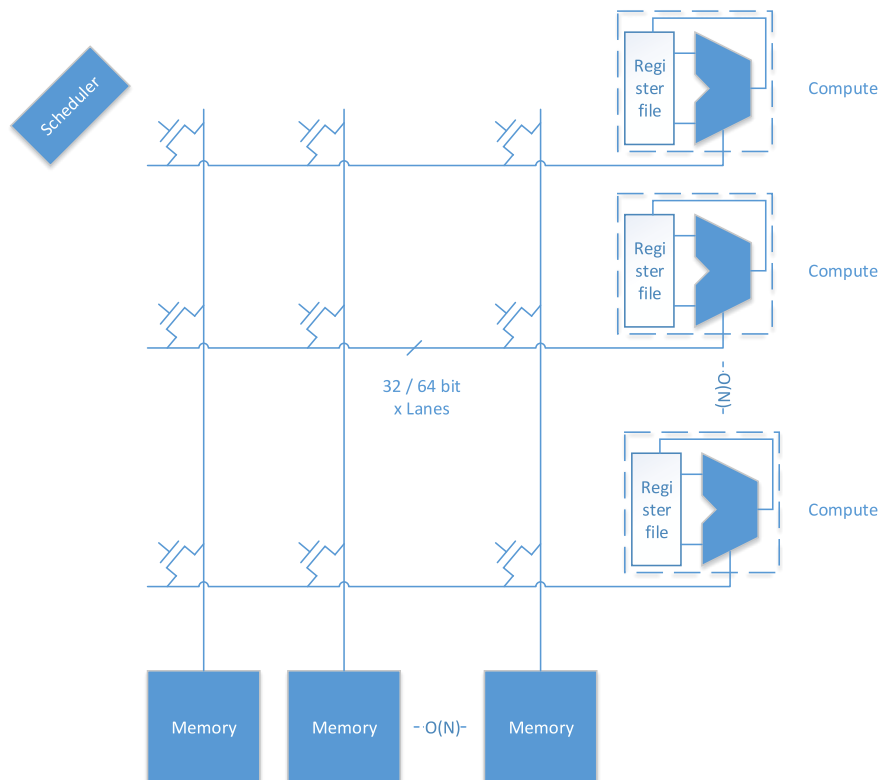 Scheduler
Regi
ster
file
Compute
Regi
ster
file
Compute
32 / 64 bit
x Lanes
-O(N)-
Regi
ster
file
Compute
Memory
Memory
-O(N)-
Memory